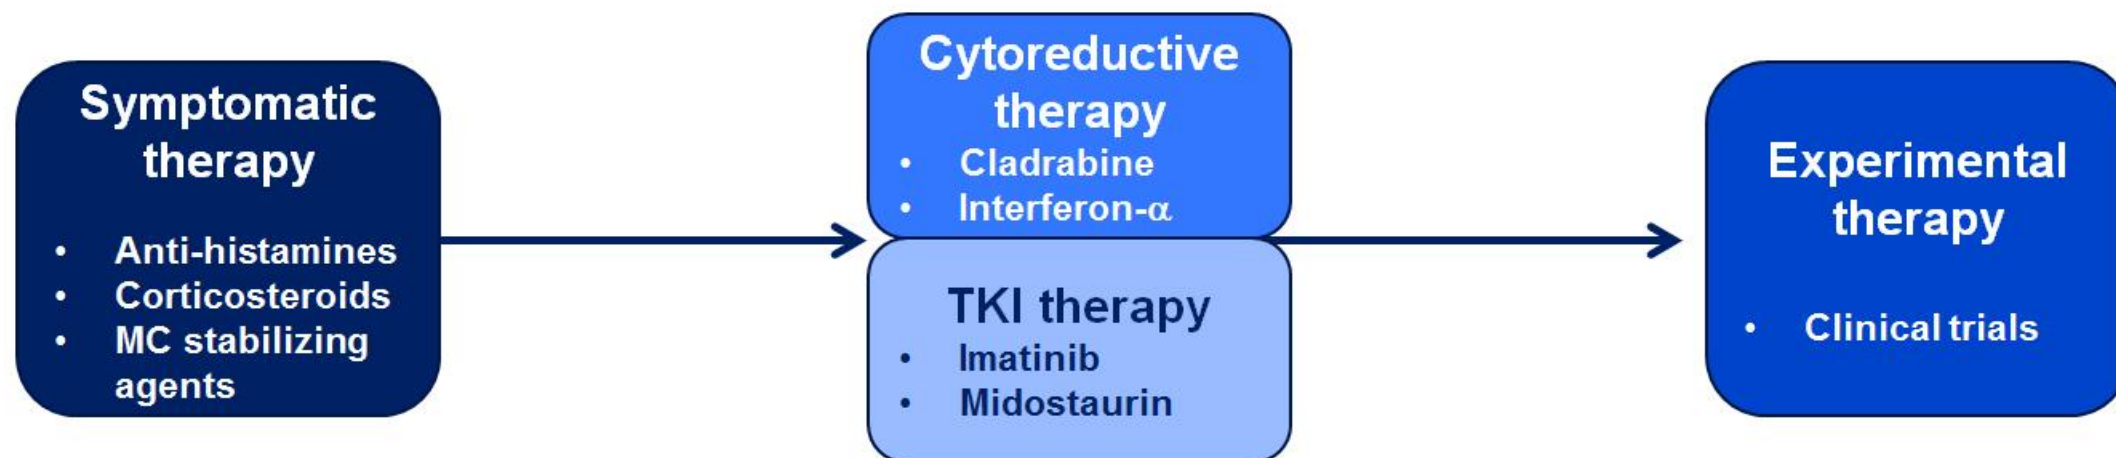 Symptomatic
therapy
• Anti-histamines
• Corticosteroids
• MC stabilizing
agents
Cytoreductive
therapy
• Cladrabine
• Interferon-α
TKI therapy
• Imatinib
• Midostaurin
Experimental
therapy
• Clinical trials